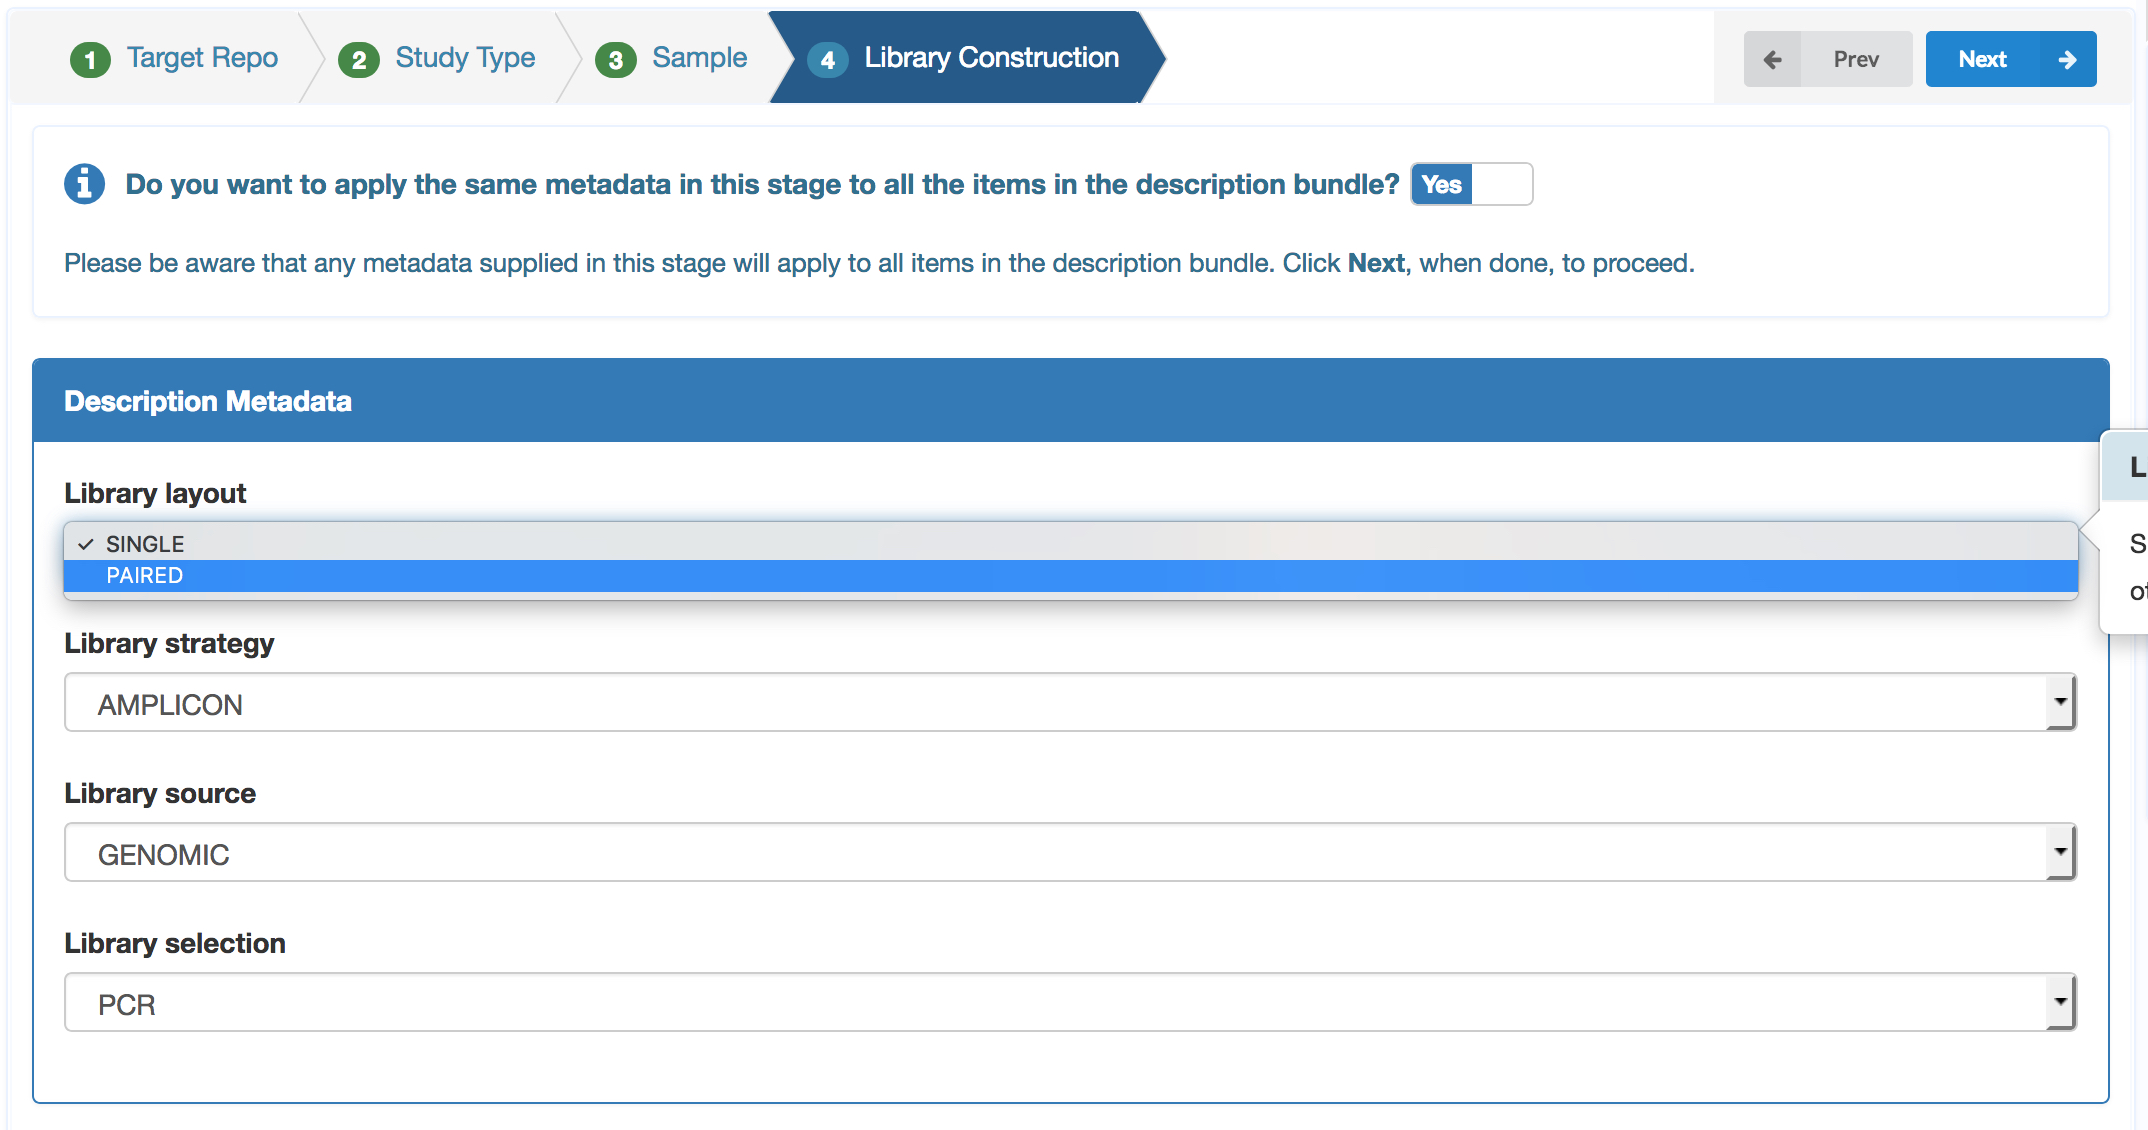 1 Target Repo 2 Study Type 3 Sample 4 Library Construction Prev Next
Do you want to apply the same metadata in this stage to all the items in the description bundle? Yes
Please be aware that any metadata supplied in this stage will apply to all items in the description bundle. Click Next, when done, to proceed.
Description Metadata
Library layout
✓ SINGLE
PAIRED
Library strategy
AMPLICON
Library source
GENOMIC
Library selection
PCR